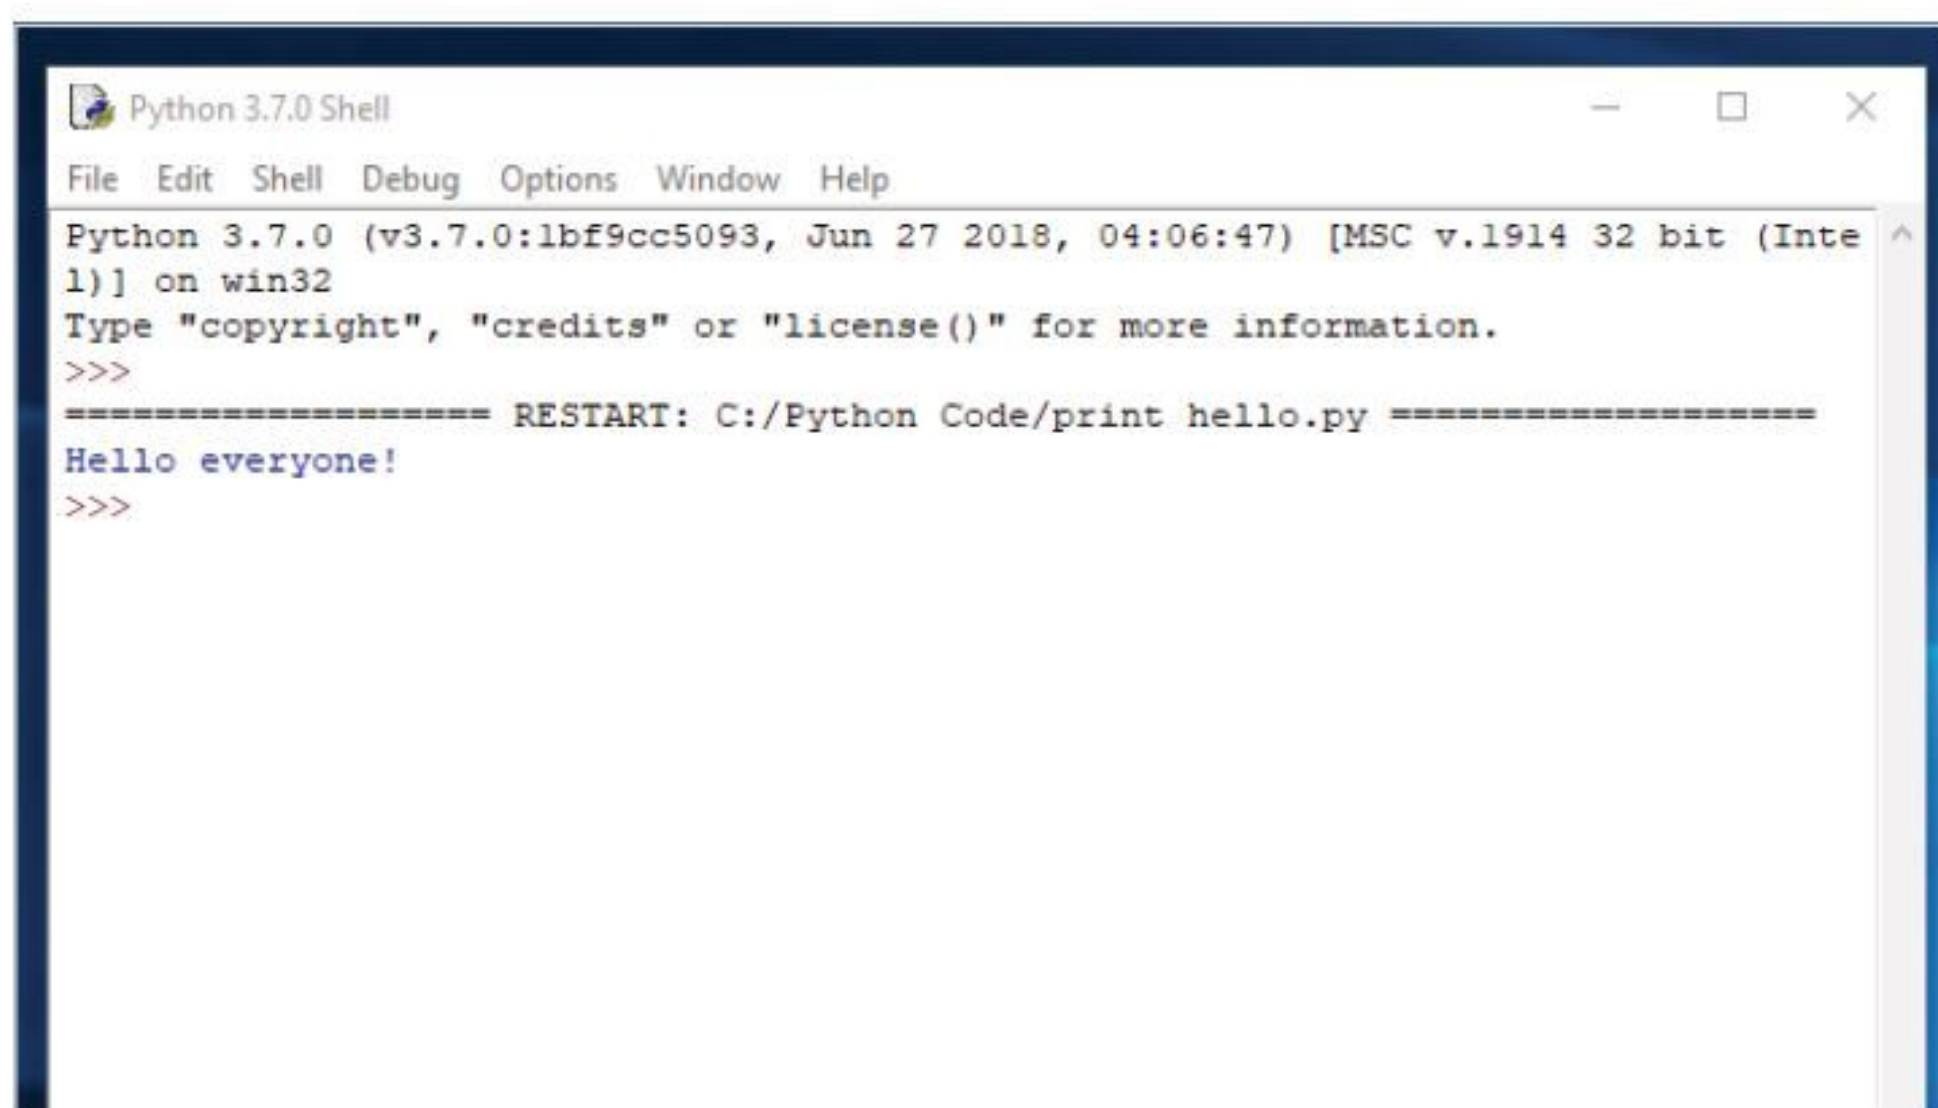 Python 3.7.0 Shell
File Edit Shell Debug Options Window Help
Python 3.7.0 (v3.7.0:1bf9cc5093, Jun 27 2018, 04:06:47) [MSC v.1914 32 bit (Inte
l)] on win32
Type "copyright", "credits" or "license()" for more information.
>>>
=================== RESTART: C:/Python Code/print hello.py ===================
Hello everyone!
>>>